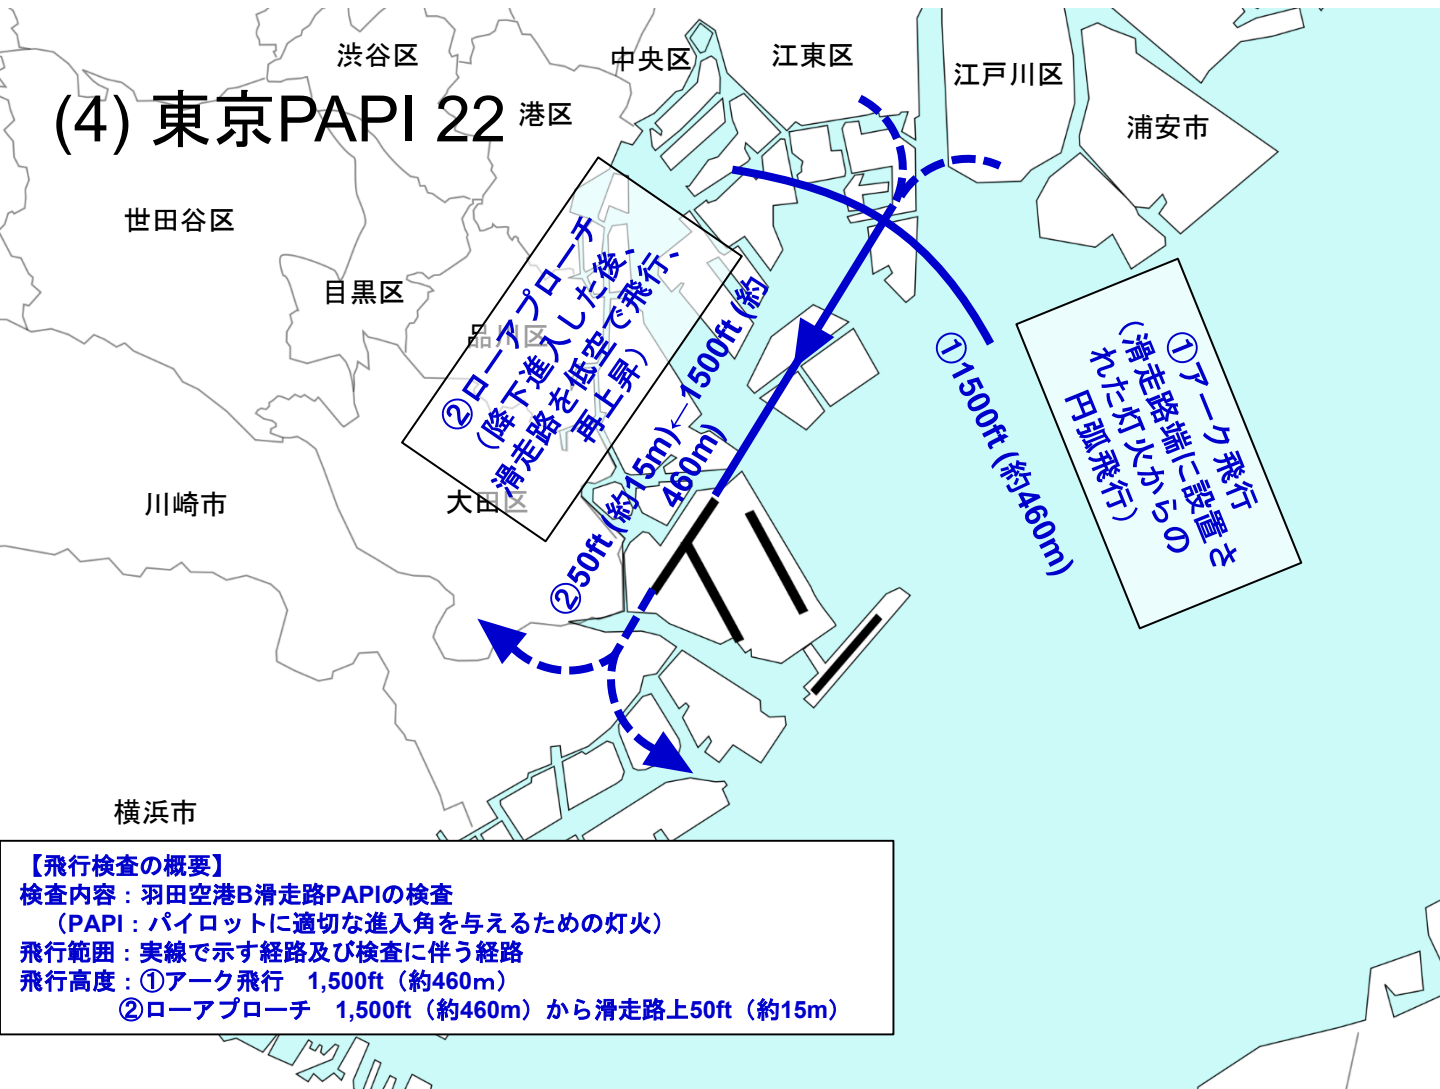 渋谷区
中央区
江東区
江戸川区
(4) 東京PAPI 22
港区
浦安市
世田谷区
目黒区
品川区
川崎市
大田区
横浜市
②ローアプローチ
（降下進入した後、
滑走路を低空で飛行、
再上昇）
②50ft (約15m)←1500ft (約
460m)
①1500ft (約460m)
①アーク飛行
（滑走路端に設置さ
れた灯火からの
円弧飛行）
【飛行検査の概要】
検査内容：羽田空港B滑走路PAPIの検査
（PAPI：パイロットに適切な進入角を与えるための灯火）
飛行範囲：実線で示す経路及び検査に伴う経路
飛行高度：①アーク飛行　1,500ft（約460ｍ）
②ローアプローチ　1,500ft（約460m）から滑走路上50ft（約15m）